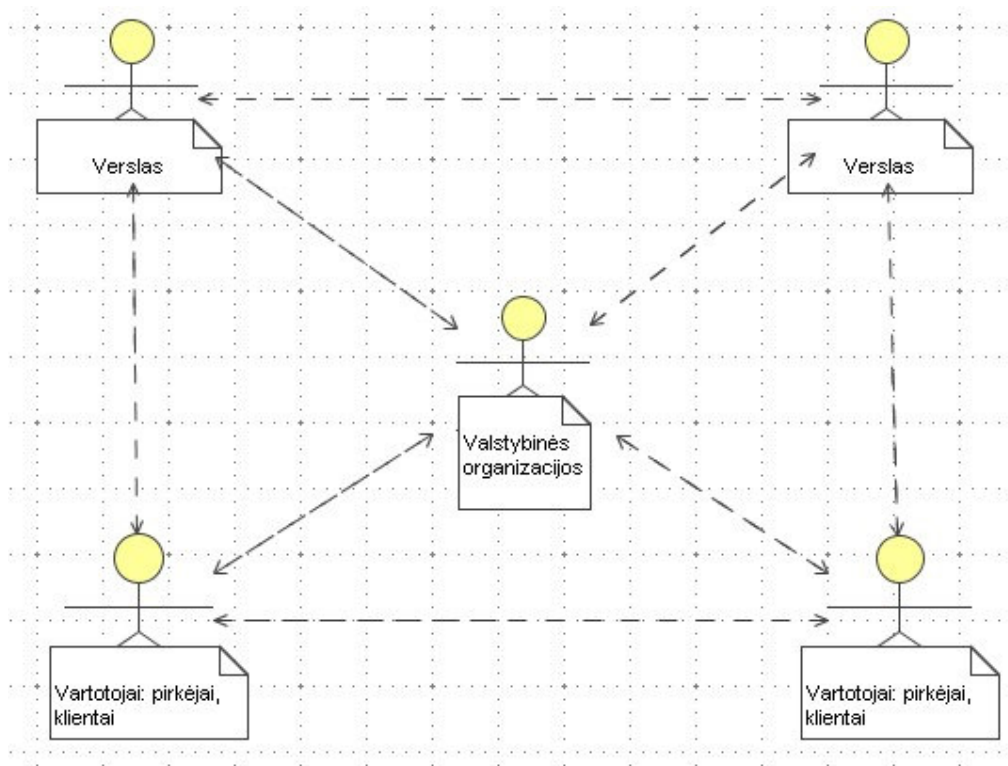 Verslas
Verslas
Valstybinės
organizacijos
Vartotojai: pirkėjai,
klientai
Vartotojai: pirkėjai,
klientai